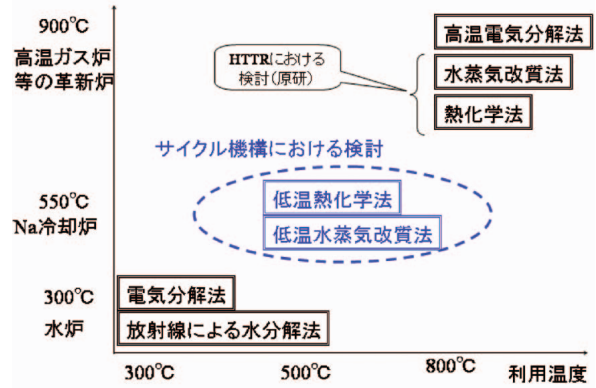 900℃
高温ガス炉
等の革新炉
高温電気分解法
HTTRにおける
検討(原研)
水蒸気改質法
熱化学法
サイクル機構における検討
550℃
Na冷却炉
低温熱化学法
低温水蒸気改質法
300℃
水炉
電気分解法
放射線による水分解法
300℃
500℃
800℃
利用温度